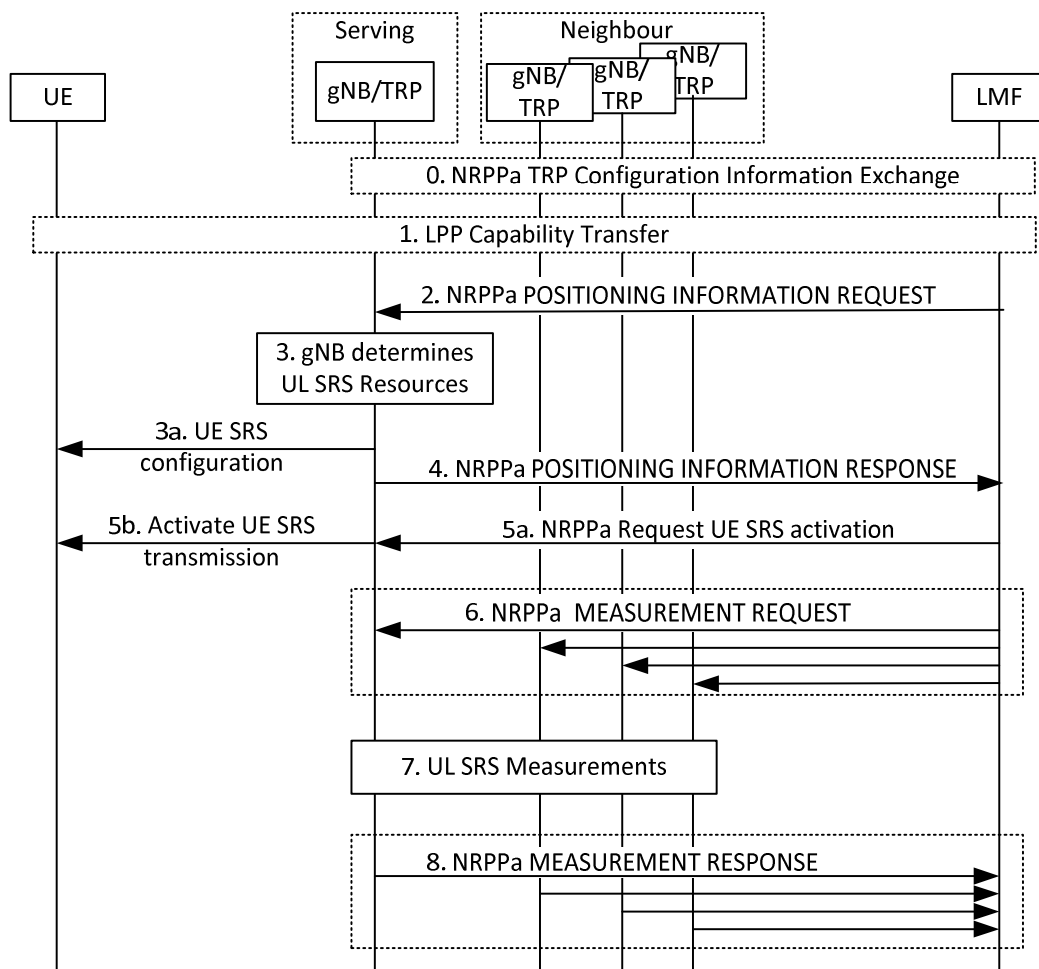 Serving
Neighbour
UE
gNB/TRP
gNB/
TRP
gNB/
TRP
gNB/
TRP
LMF
0. NRPPa TRP Configuration Information Exchange
1. LPP Capability Transfer
2. NRPPa POSITIONING INFORMATION REQUEST
3. gNB determines
UL SRS Resources
3a. UE SRS
configuration
4. NRPPa POSITIONING INFORMATION RESPONSE
5b. Activate UE SRS
transmission
5a. NRPPa Request UE SRS activation
6. NRPPa MEASUREMENT REQUEST
7. UL SRS Measurements
8. NRPPa MEASUREMENT RESPONSE